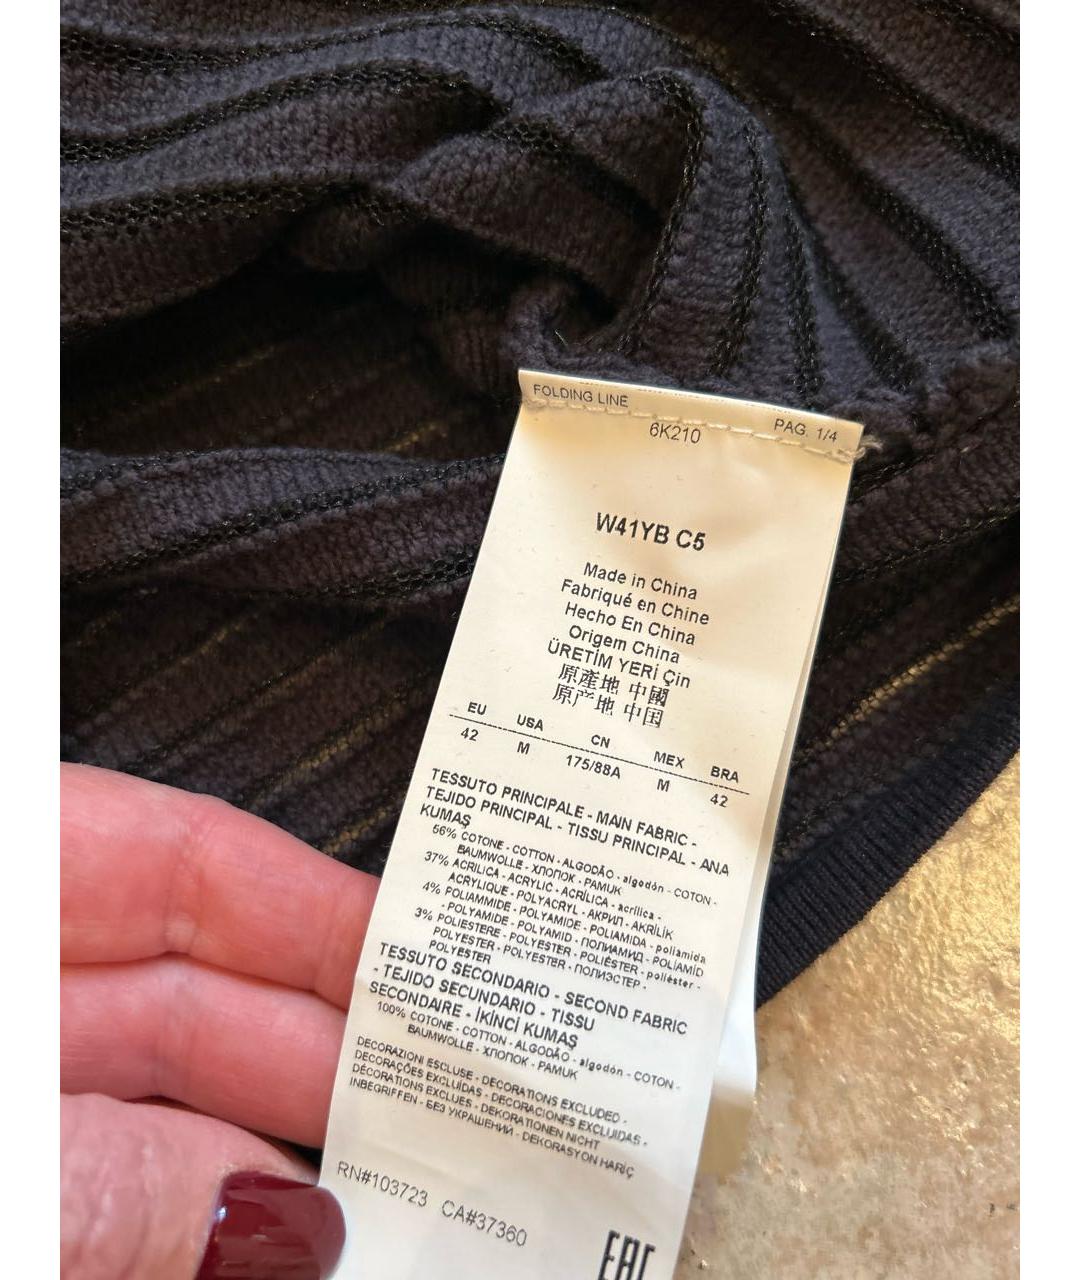 FOLDING LINE PAG. 1/4
6K210
W41YB C5
Made in China
Fabriqué en Chine
Hecho En China
Origem China
ÜRETİM YERİ Çin
原產地 中國
原产地 中国
EU USA CN MEX BRA
42 M 175/88A M 42
TESSUTO PRINCIPALE - MAIN FABRIC -
TEJIDO PRINCIPAL - TISSU PRINCIPAL - ANA
KUMAŞ
56% COTONE - COTTON - ALGODÃO - algodón - COTON -
BAUMWOLLE - ХЛОПОК - PAMUK
37% ACRILICA - ACRYLIC - ACRÍLICA - acrílica -
ACRYLIQUE - POLYACRYL - АКРИЛ - AKRİLİK
4% POLIAMMIDE - POLYAMIDE - POLIAMIDA - poliamida
- POLYAMIDE - POLYAMID - ПОЛИАМИД - POLİAMİD
3% POLIESTERE - POLYESTER - POLIÉSTER - poliéster -
POLYESTER - POLYESTER - ПОЛИЭСТЕР -
POLYESTER
TESSUTO SECONDARIO - SECOND FABRIC
- TEJIDO SECUNDARIO - TISSU
SECONDAIRE - İKİNCİ KUMAŞ
100% COTONE - COTTON - ALGODÃO - algodón - COTON -
BAUMWOLLE - ХЛОПОК - PAMUK
DECORAZIONI ESCLUSE - DECORATIONS EXCLUDED -
DECORAÇÕES EXCLUÍDAS - DECORACIONES EXCLUIDAS -
DÉCORATIONS EXCLUES - DEKORATIONEN NICHT
INBEGRIFFEN - БЕЗ УКРАШЕНИЙ - DEKORASYON HARİÇ
RN#103723 CA#37360
EAC